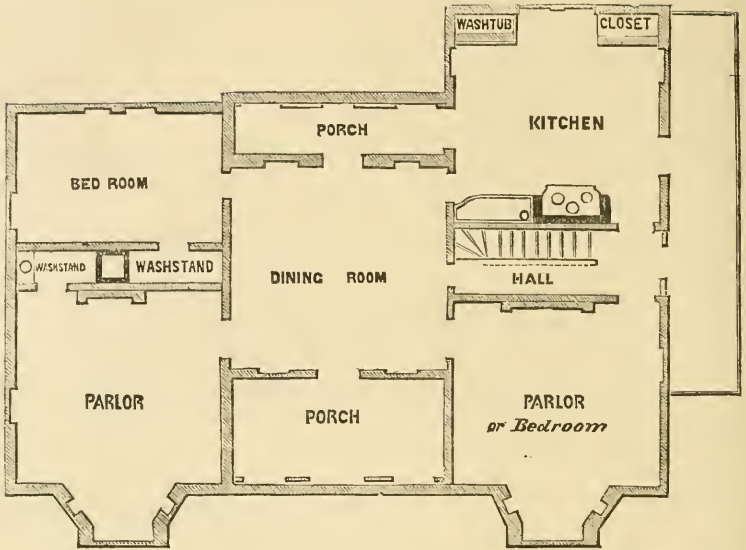 WASHTUB
CLOSET
PORCH
KITCHEN
BED ROOM
WASHSTAND
WASHSTAND
DINING ROOM
HALL
PARLOR
PORCH
PARLOR
or Bedroom